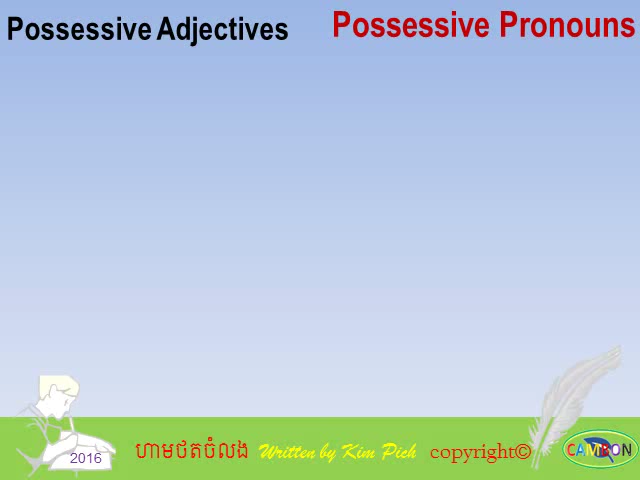 Possessive Adjectives
Possessive Pronouns
ហាមថតចំលង Written by Kim Pich copyright©
2016
CAMBON